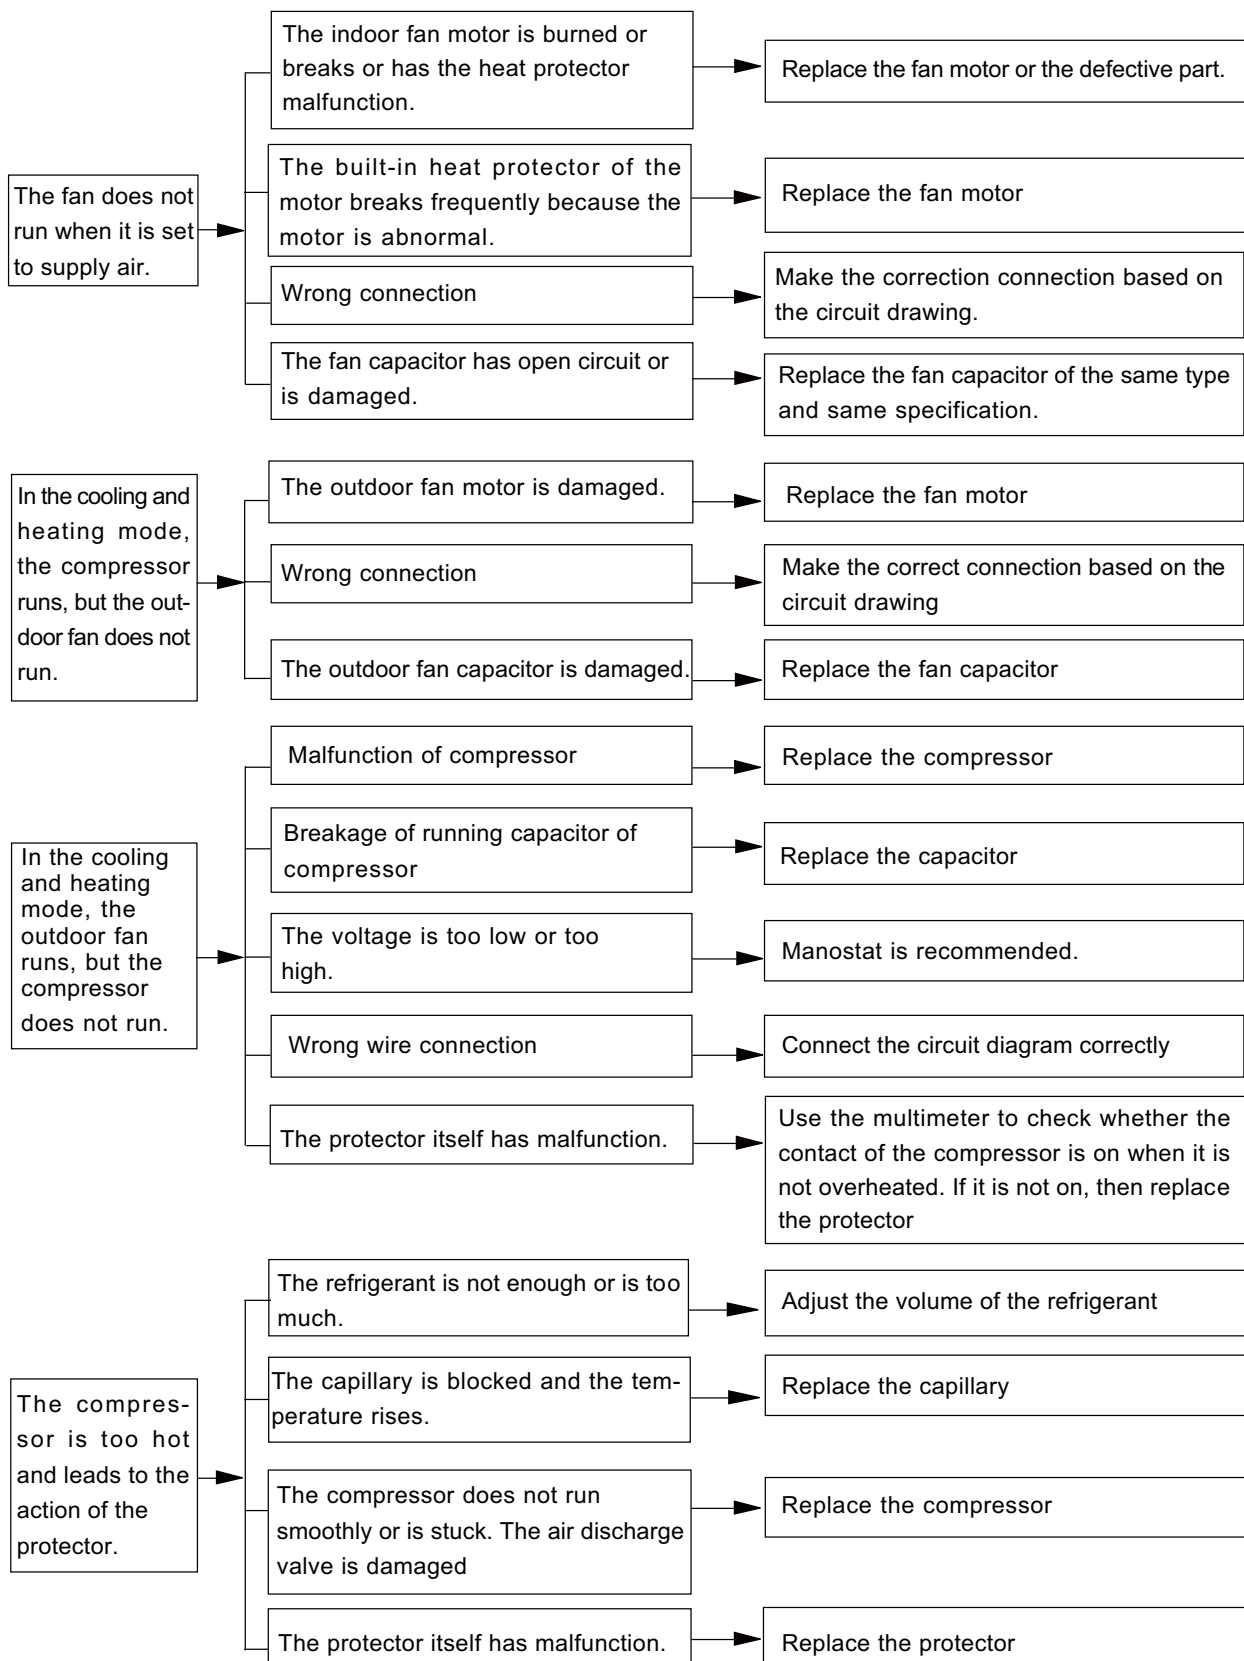 The fan does not
run when it is set
to supply air.
The indoor fan motor is burned or
breaks or has the heat protector
malfunction.
Replace the fan motor or the defective part.
The built-in heat protector of the
motor breaks frequently because the
motor is abnormal.
Replace the fan motor
Wrong connection
Make the correction connection based on
the circuit drawing.
The fan capacitor has open circuit or
is damaged.
Replace the fan capacitor of the same type
and same specification.
In the cooling and
heating mode,
the compressor
runs, but the out-
door fan does not
run.
The outdoor fan motor is damaged.
Replace the fan motor
Wrong connection
Make the correct connection based on the
circuit drawing
The outdoor fan capacitor is damaged.
Replace the fan capacitor
In the cooling
and heating
mode, the
outdoor fan
runs, but the
compressor
does not run.
Malfunction of compressor
Replace the compressor
Breakage of running capacitor of
compressor
Replace the capacitor
The voltage is too low or too
high.
Manostat is recommended.
Wrong wire connection
Connect the circuit diagram correctly
The protector itself has malfunction.
Use the multimeter to check whether the
contact of the compressor is on when it is
not overheated. If it is not on, then replace
the protector
The compres-
sor is too hot
and leads to the
action of the
protector.
The refrigerant is not enough or is too
much.
Adjust the volume of the refrigerant
The capillary is blocked and the tem-
perature rises.
Replace the capillary
The compressor does not run
smoothly or is stuck. The air discharge
valve is damaged
Replace the compressor
The protector itself has malfunction.
Replace the protector